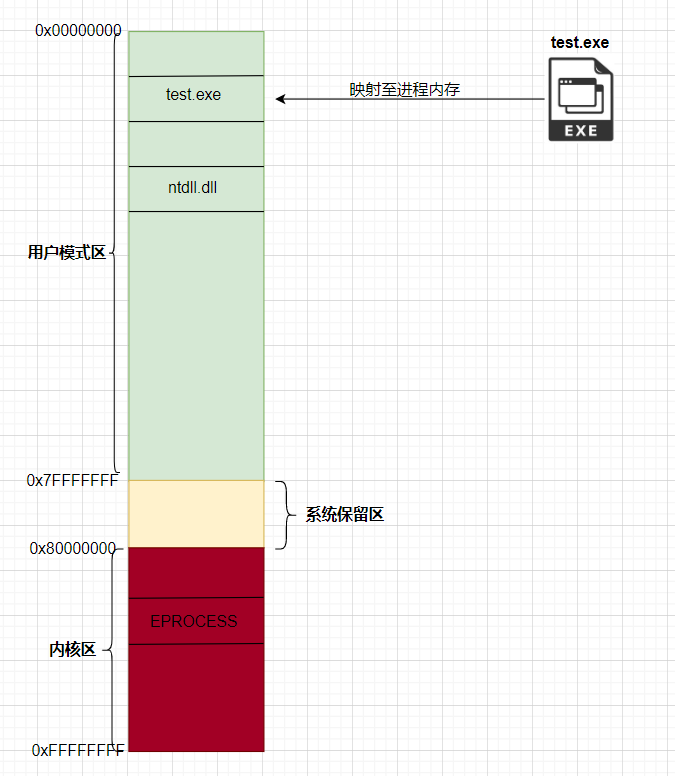 0x00000000
test.exe
test.exe
映射至进程内存
EXE
ntdll.dll
用户模式区
0x7FFFFFFF
系统保留区
0x80000000
EPROCESS
内核区
0xFFFFFFFF